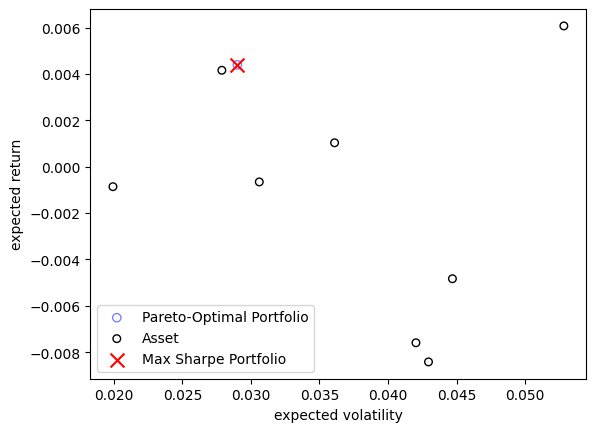 0.006
0.004
0.002
0.000
−0.002
−0.004
−0.006
−0.008
expected return
Pareto-Optimal Portfolio
Asset
Max Sharpe Portfolio
0.020 0.025 0.030 0.035 0.040 0.045 0.050
expected volatility